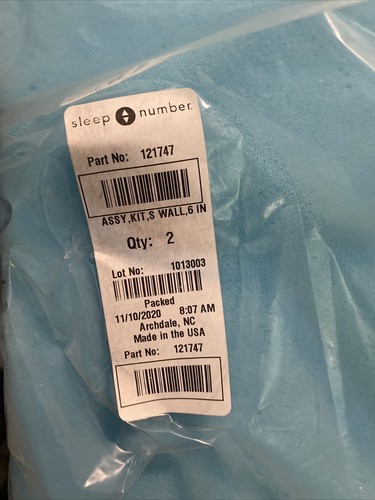 sleep number.
Part No: 121747
ASSY,KIT,S WALL,6 IN
Qty: 2
Lot No: 1013003
Packed
11/10/2020 8:07 AM
Archdale, NC
Made in the USA
Part No: 121747